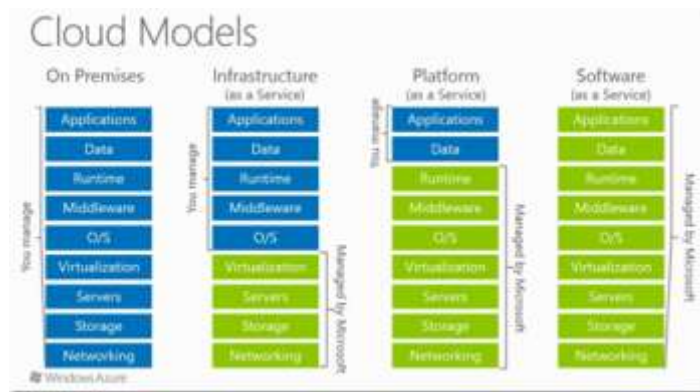 Cloud Models
On Premises
You manage
Applications
Data
Runtime
Middleware
O/S
Virtualization
Servers
Storage
Networking
Infrastructure
(as a Service)
You manage
Applications
Data
Runtime
Middleware
O/S
Virtualization
Servers
Storage
Networking
Managed by Microsoft
Platform
(as a Service)
You manage
Applications
Data
Runtime
Middleware
O/S
Virtualization
Servers
Storage
Networking
Managed by Microsoft
Software
(as a Service)
Applications
Data
Runtime
Middleware
O/S
Virtualization
Servers
Storage
Networking
Managed by Microsoft
Windows Azure